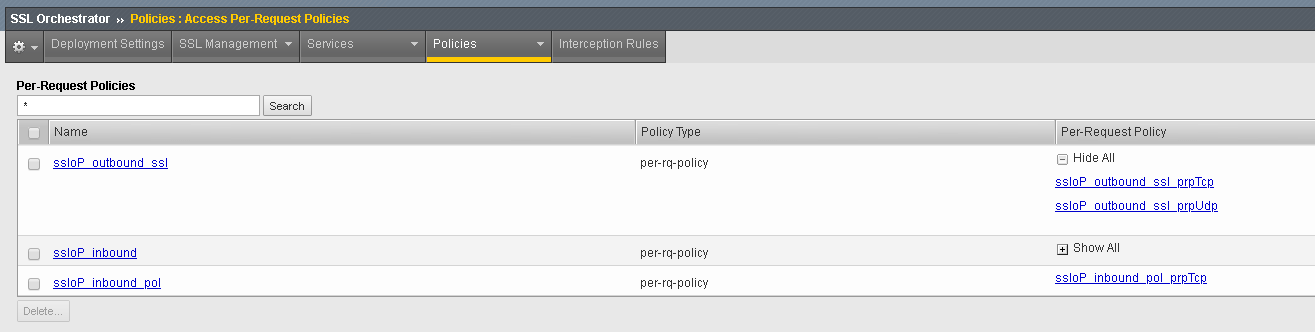 SSL Orchestrator ›› Policies : Access Per-Request Policies
Deployment Settings SSL Management Services Policies Interception Rules
Per-Request Policies
* Search
Name Policy Type Per-Request Policy
ssloP_outbound_ssl per-rq-policy Hide All
ssloP_outbound_ssl_prpTcp
ssloP_outbound_ssl_prpUdp
ssloP_inbound per-rq-policy Show All
ssloP_inbound_pol per-rq-policy ssloP_inbound_pol_prpTcp
Delete...